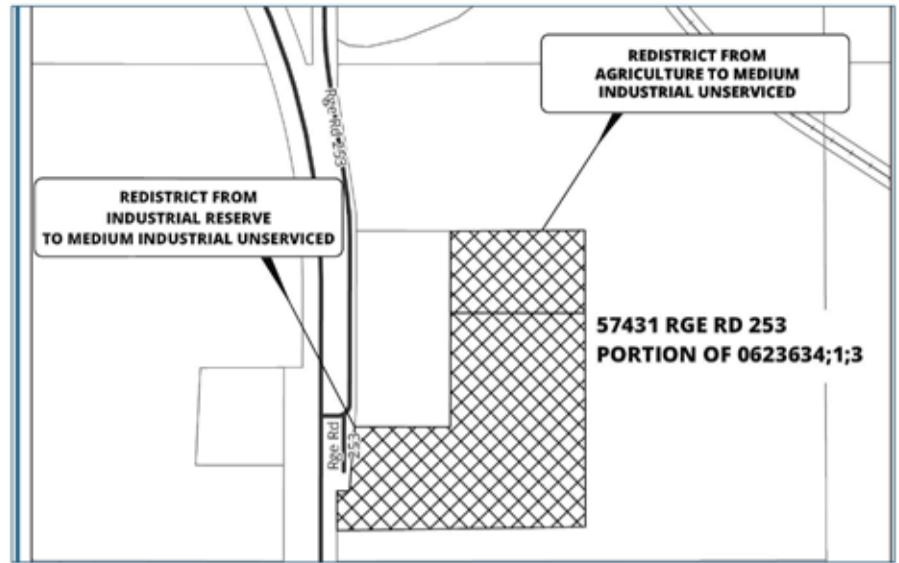 REDISTRICT FROM
AGRICULTURE TO MEDIUM
INDUSTRIAL UNSERVICED
Rge Rd 253
REDISTRICT FROM
INDUSTRIAL RESERVE
TO MEDIUM INDUSTRIAL UNSERVICED
57431 RGE RD 253
PORTION OF 0623634;1;3
Rge Rd
253